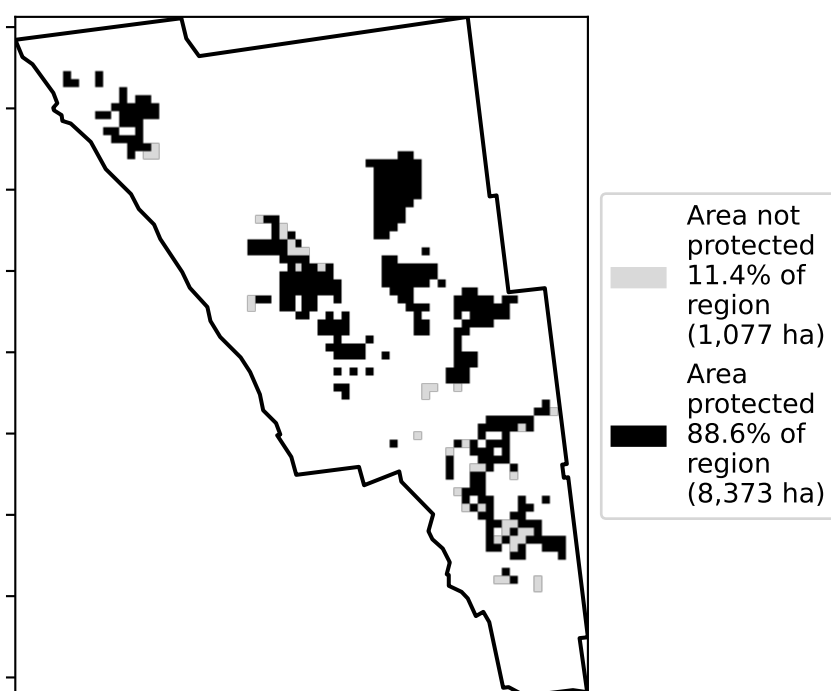 Area not
protected
11.4% of
region
(1,077 ha)
Area
protected
88.6% of
region
(8,373 ha)